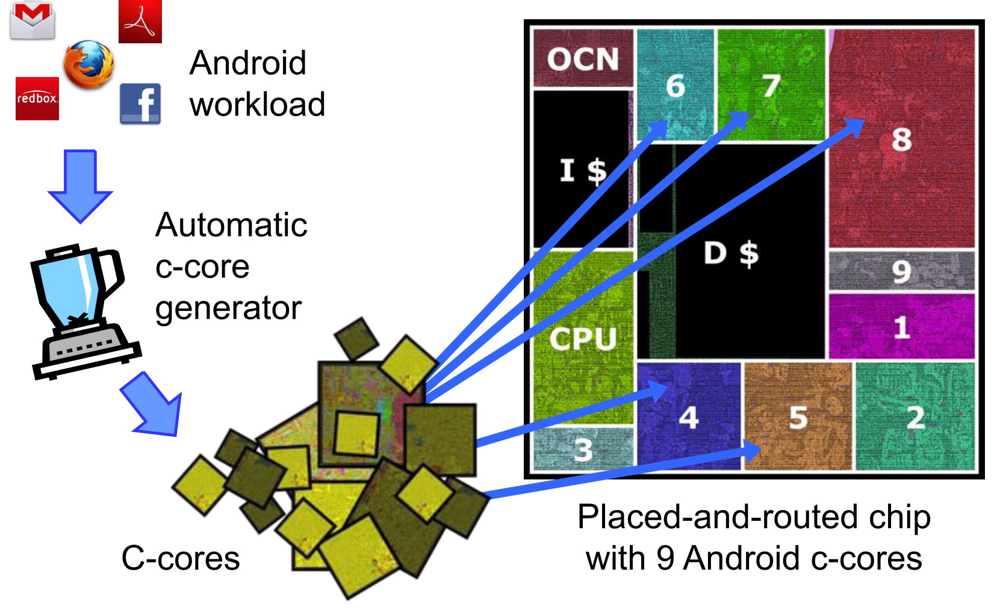 redbox.
Android
workload
Automatic
c-core
generator
C-cores
OCN
6
7
8
I $
D $
9
CPU
1
4
5
2
3
Placed-and-routed chip
with 9 Android c-cores